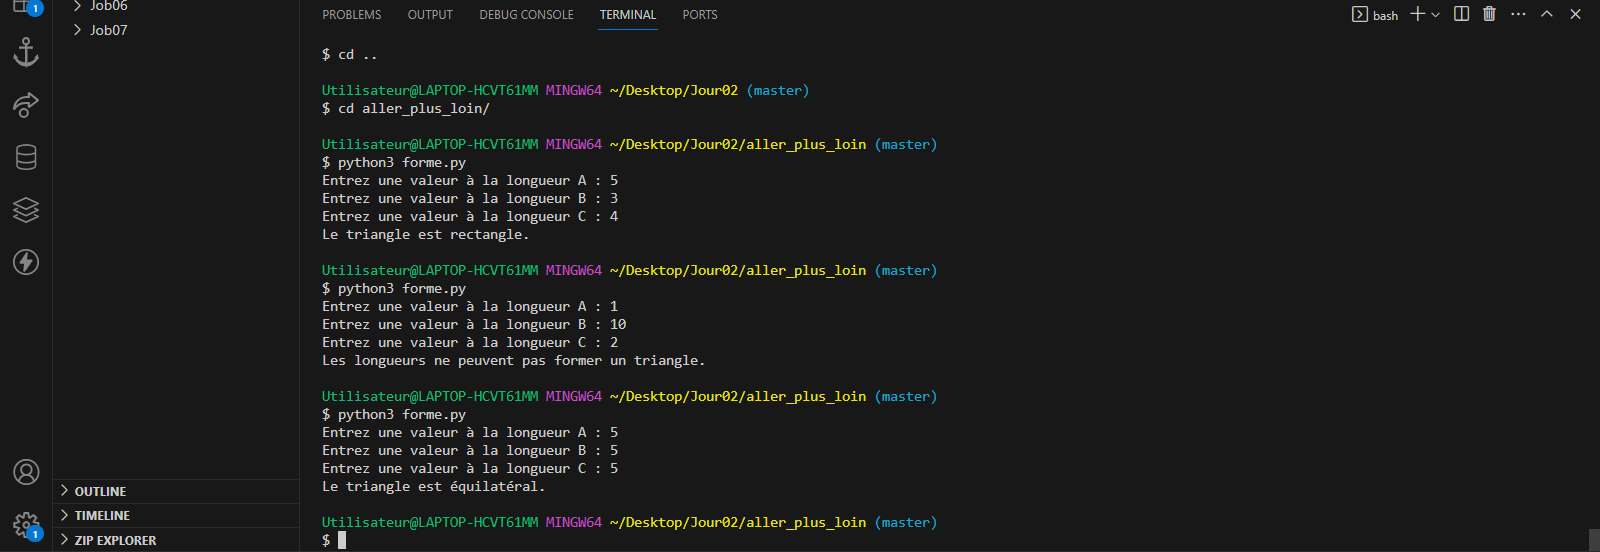 1
Job06
Job07
PROBLEMS OUTPUT DEBUG CONSOLE TERMINAL PORTS
bash
$ cd ..
Utilisateur@LAPTOP-HCVT61MM MINGW64 ~/Desktop/Jour02 (master)
$ cd aller_plus_loin/
Utilisateur@LAPTOP-HCVT61MM MINGW64 ~/Desktop/Jour02/aller_plus_loin (master)
$ python3 forme.py
Entrez une valeur à la longueur A : 5
Entrez une valeur à la longueur B : 3
Entrez une valeur à la longueur C : 4
Le triangle est rectangle.
Utilisateur@LAPTOP-HCVT61MM MINGW64 ~/Desktop/Jour02/aller_plus_loin (master)
$ python3 forme.py
Entrez une valeur à la longueur A : 1
Entrez une valeur à la longueur B : 10
Entrez une valeur à la longueur C : 2
Les longueurs ne peuvent pas former un triangle.
Utilisateur@LAPTOP-HCVT61MM MINGW64 ~/Desktop/Jour02/aller_plus_loin (master)
$ python3 forme.py
Entrez une valeur à la longueur A : 5
Entrez une valeur à la longueur B : 5
Entrez une valeur à la longueur C : 5
Le triangle est équilatéral.
Utilisateur@LAPTOP-HCVT61MM MINGW64 ~/Desktop/Jour02/aller_plus_loin (master)
$
OUTLINE
TIMELINE
ZIP EXPLORER
1